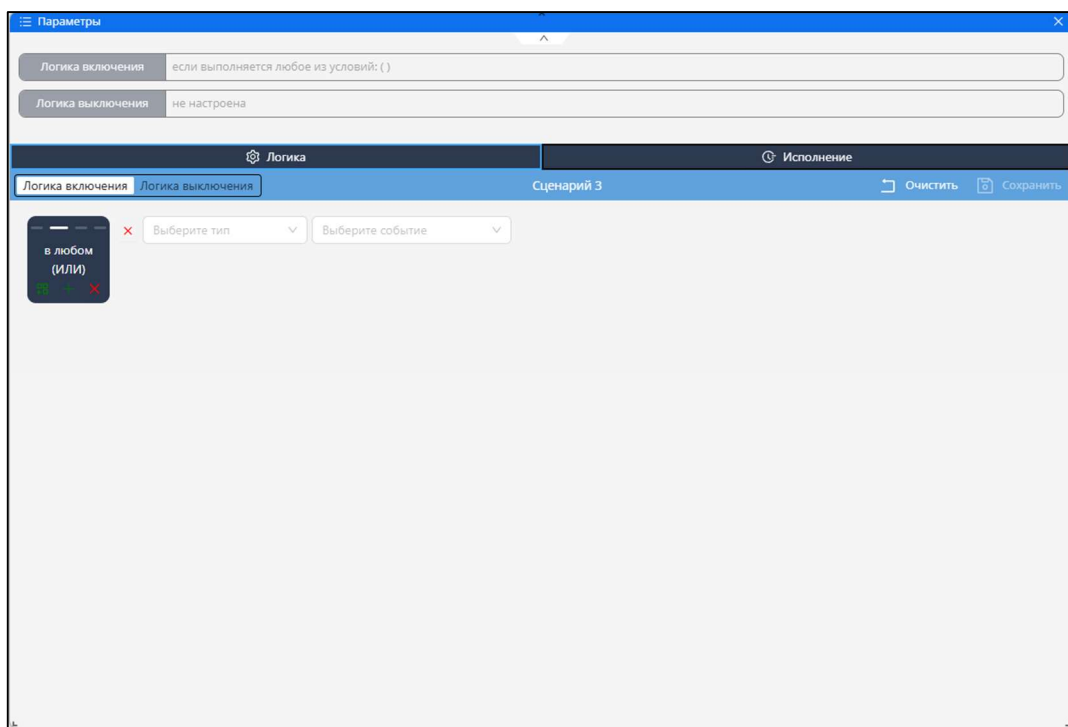 Параметры
Логика включения если выполняется любое из условий: ( )
Логика выключения не настроена
Логика Исполнение
Логика включения Логика выключения Сценарий 3 Очистить Сохранить
Выберите тип Выберите событие
в любом
(ИЛИ)